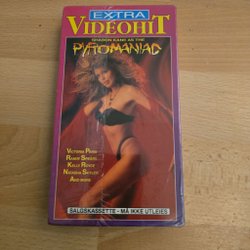 EXTRA
VIDEOHIT
SHARON KANE AS THE
PYROMANIAC
VICTORIA PARIS
RANDY SPEARS
KELLY ROYCE
NATASHA SKYLER
AND MORE
SALGSKASSETTE - MÅ IKKE UTLEIES